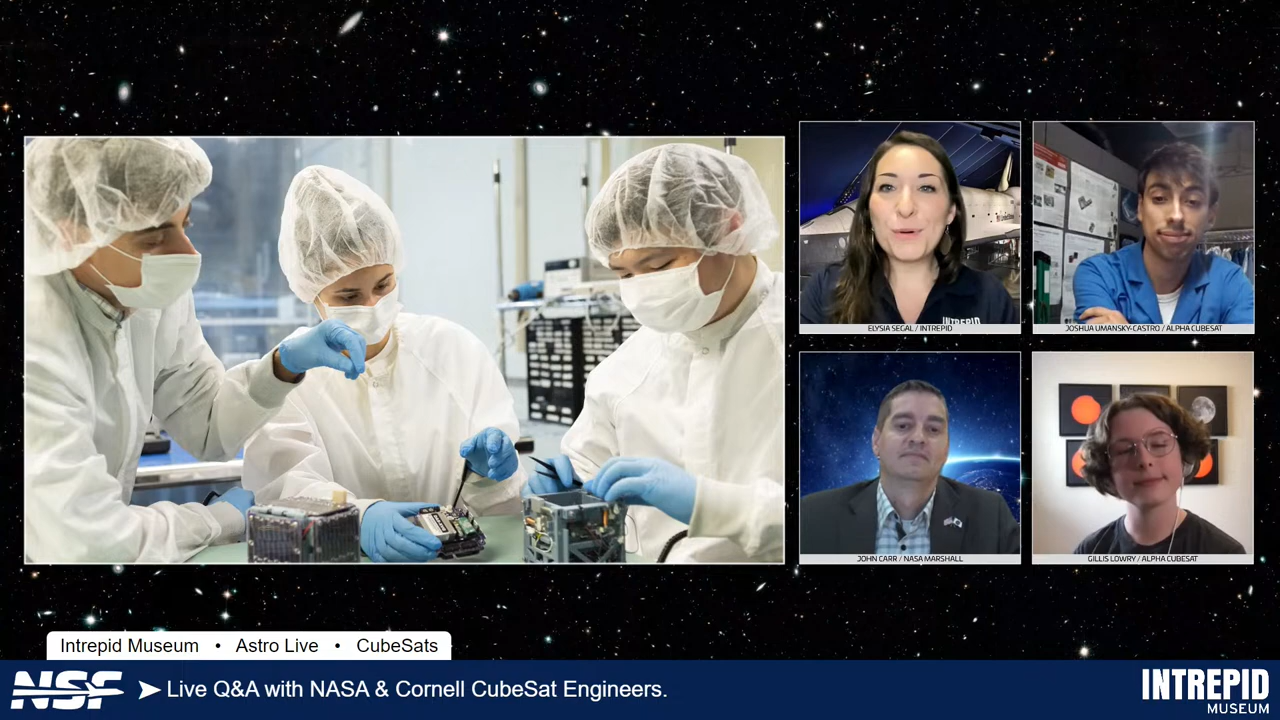 INTREPID
ELYSIA SEGAL / INTREPID
JOSHUA UMANSKY-CASTRO / ALPHA CUBESAT
JOHN CARR / NASA MARSHALL
GILLIS LOWRY / ALPHA CUBESAT
Intrepid Museum • Astro Live • CubeSats
NSF
Live Q&A with NASA & Cornell CubeSat Engineers.
INTREPID
MUSEUM